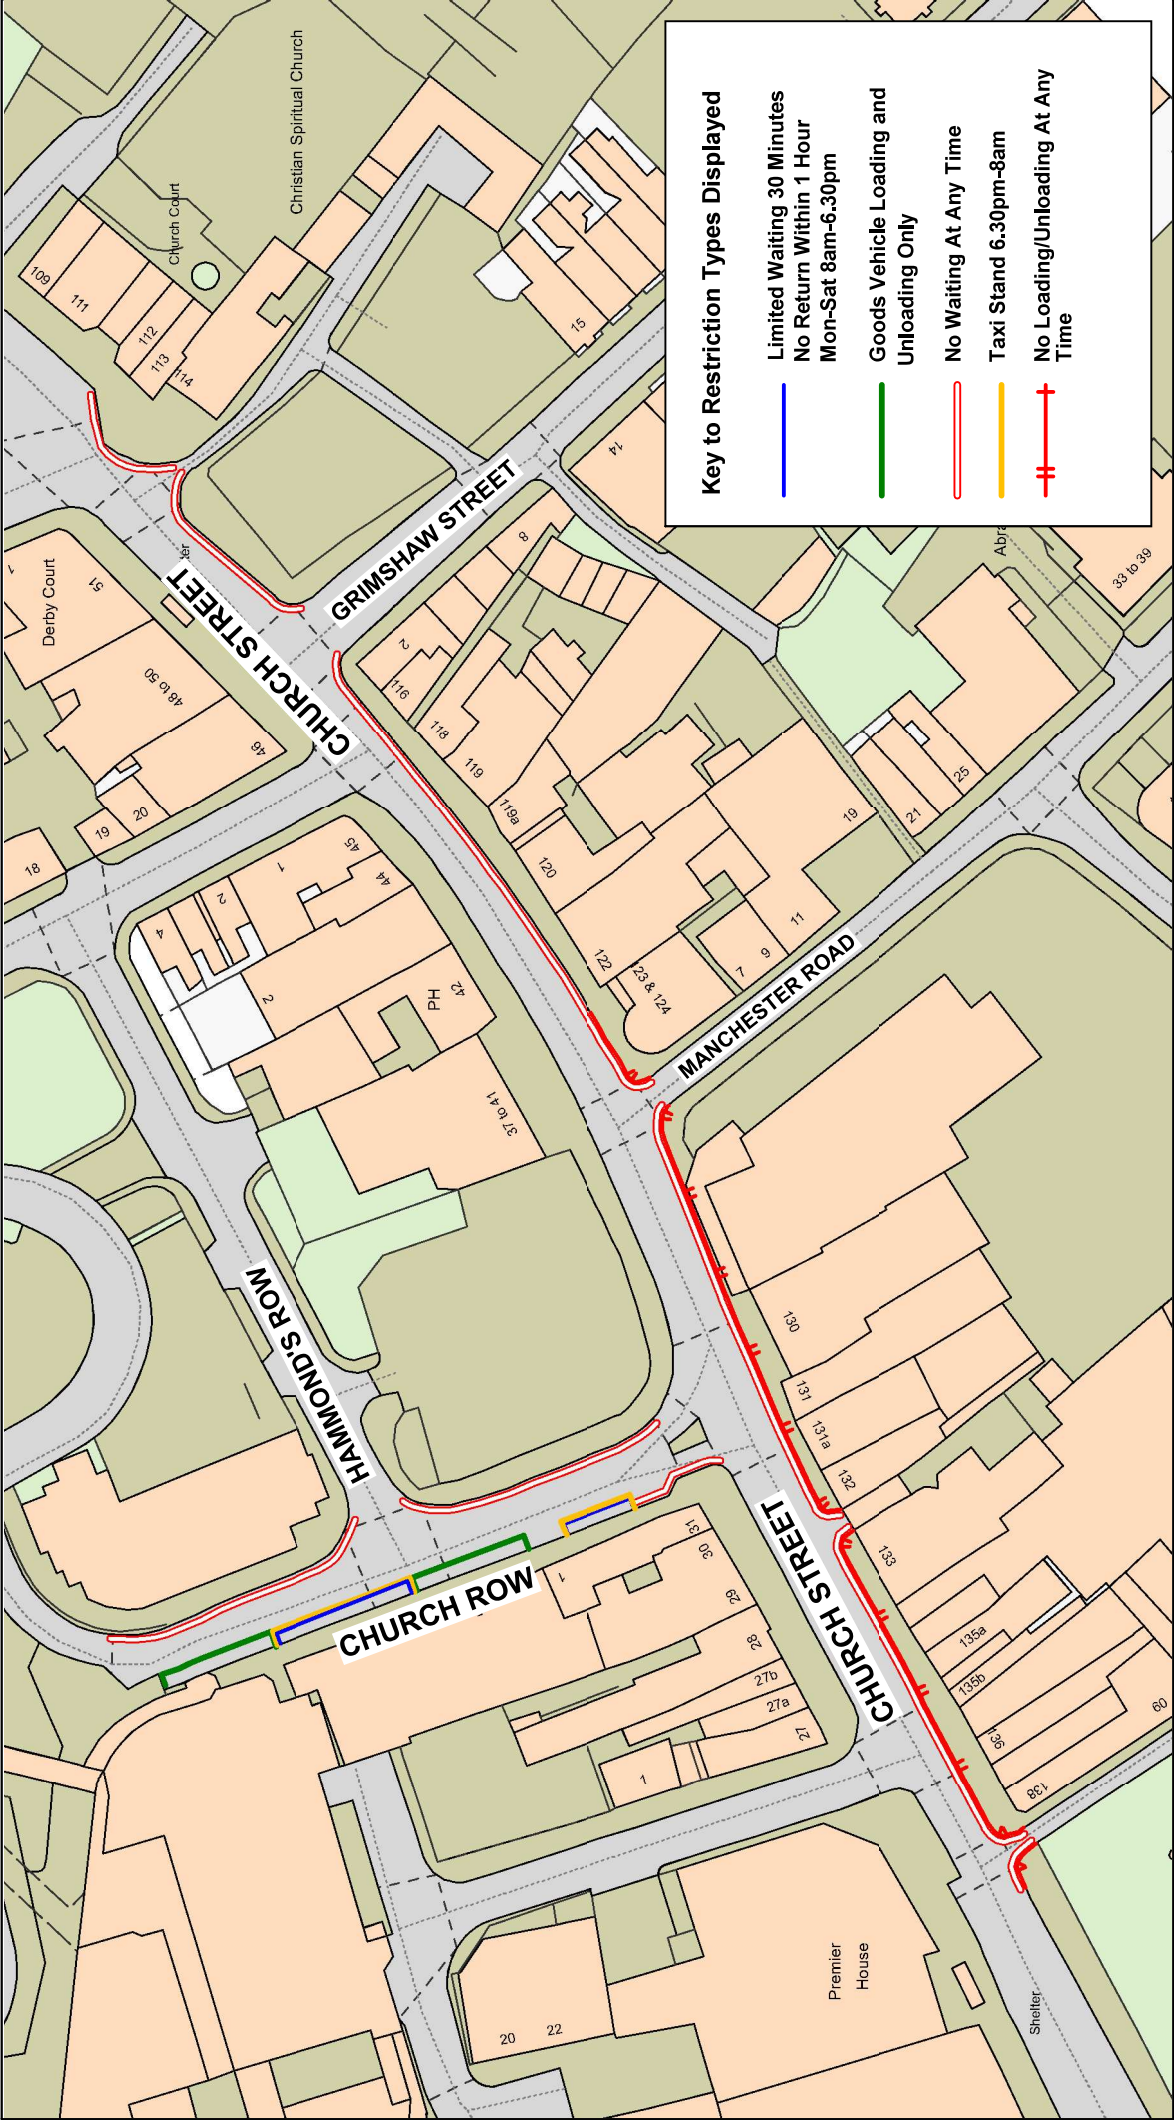 Key to Restriction Types Displayed
Limited Waiting 30 Minutes
No Return Within 1 Hour
Mon-Sat 8am-6.30pm
Goods Vehicle Loading and
Unloading Only
No Waiting At Any Time
Taxi Stand 6.30pm-8am
No Loading/Unloading At Any
Time
Christian Spiritual Church
Church Court
109
111
112
113
114
15
14
GRIMSHAW STREET
CHURCH STREET
Derby Court
51
48 to 50
46
18
19
20
8
2
116
118
119
119a
120
122
123 & 124
7
9
11
19
21
25
33 to 39
Abra
MANCHESTER ROAD
1
45
44
2
4
2
PH
42
37 to 41
HAMMOND'S ROW
CHURCH ROW
CHURCH STREET
130
131
131a
132
133
135a
135b
136
138
60
31
30
29
28
27b
27a
27
1
1
20
22
Premier
House
Shelter